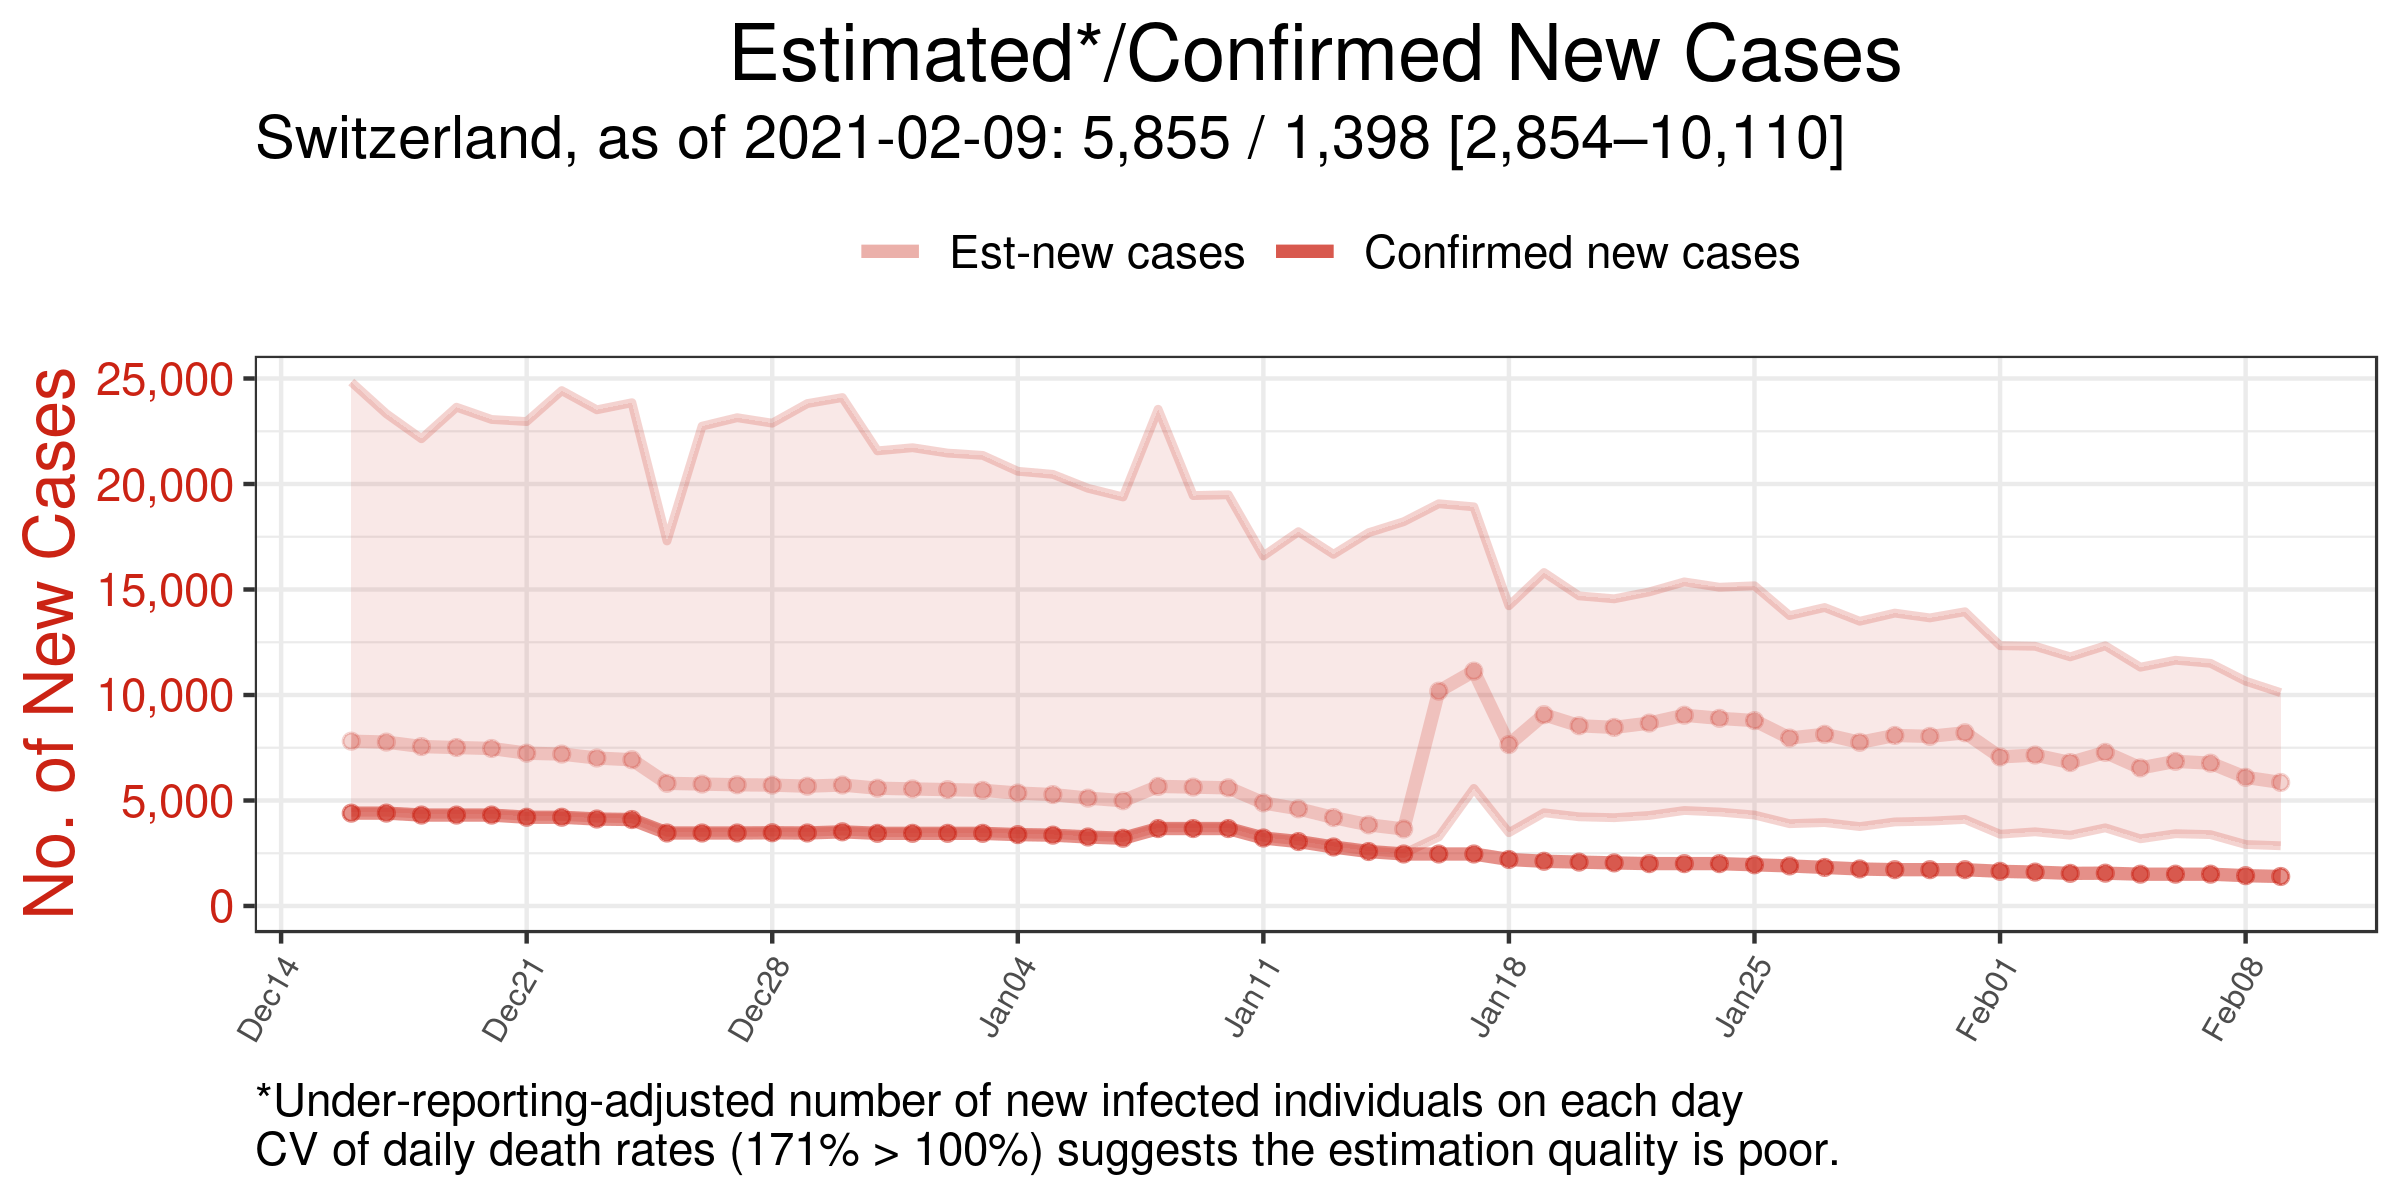 Estimated*/Confirmed New Cases
Switzerland, as of 2021-02-09: 5,855 / 1,398 [2,854–10,110]
Est-new cases
Confirmed new cases
No. of New Cases
25,000
20,000
15,000
10,000
5,000
0
Dec14
Dec21
Dec28
Jan04
Jan11
Jan18
Jan25
Feb01
Feb08
*Under-reporting-adjusted number of new infected individuals on each day
CV of daily death rates (171% > 100%) suggests the estimation quality is poor.